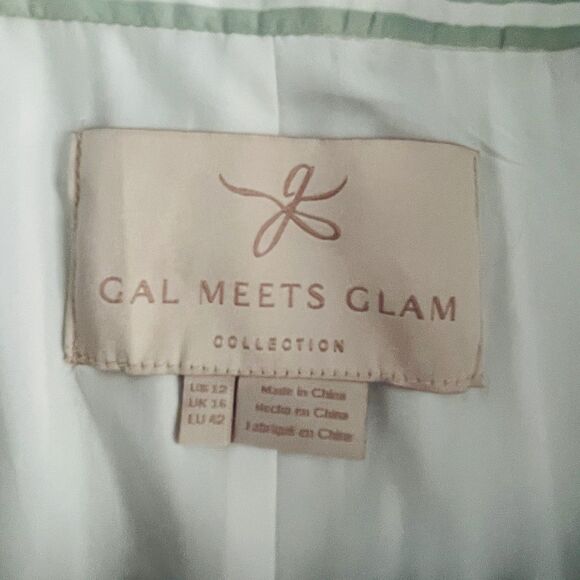 GAL MEETS GLAM
COLLECTION
US 12
UK 16
EU 42
Made in China
Hecho en China
Fabriqué en Chine